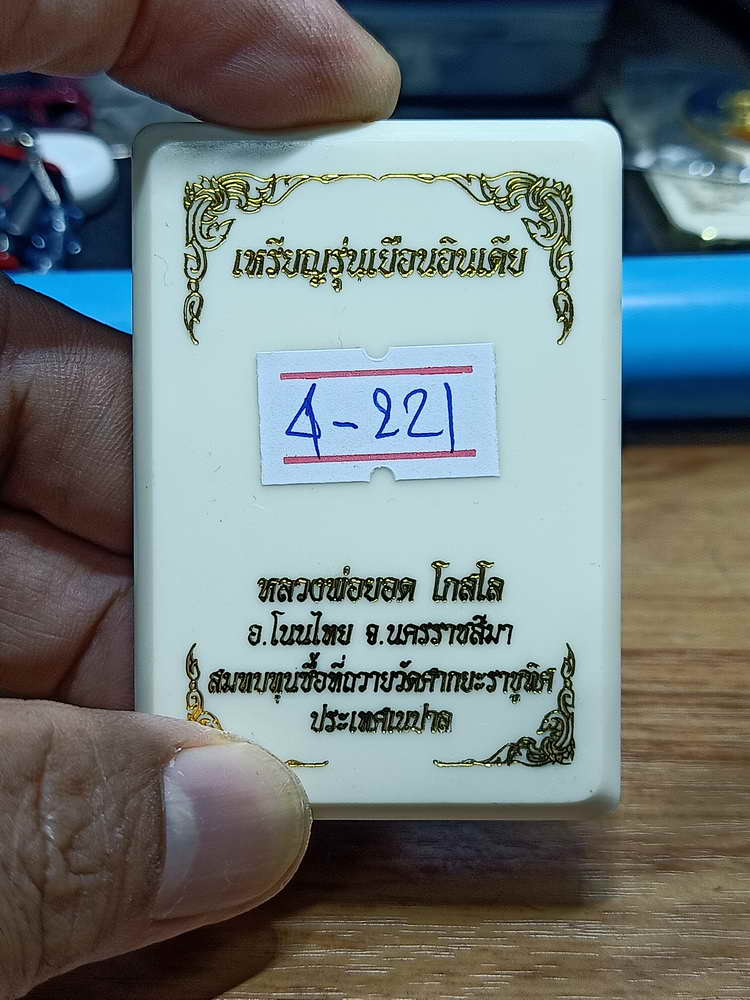 เหรียญรุ่นเยือนอินเดีย
4-221
หลวงพ่อยอด โกสโล
อ.โนนไทย จ.นครราชสีมา
สมทบทุนซื้อที่ถวายวัดศากยะราชูทิศ
ประเทศเนปาล